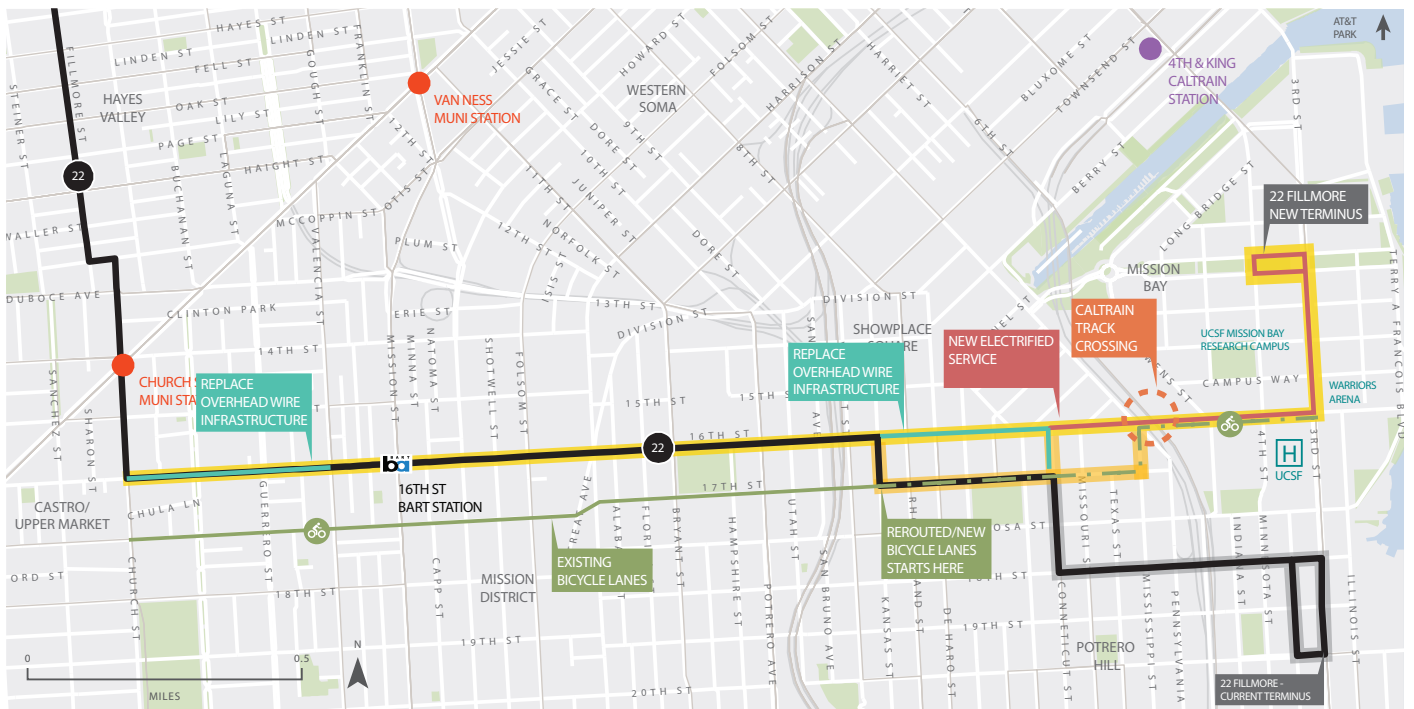 HAYES ST
LINDEN ST
LINDEN ST
FELL ST
OAK ST
LILY ST
PAGE ST
HAIGHT ST
WALLER ST
DUBOCE AVE
STEINER ST
FILLMORE ST
HAYES
VALLEY
22
BUCHANAN ST
LAGUNA ST
GOUGH ST
FRANKLIN ST
VAN NESS
MUNI STATION
JESSIE ST
GRACE ST
HOWARD ST
FOLSOM ST
WESTERN
SOMA
HARRISON ST
HARRIET ST
DORE ST
9TH ST
10TH ST
JUNIPER ST
11TH ST
12TH ST
OTIS ST
MCCOPPIN ST
VALENCIA ST
PLUM ST
12TH ST
NORFOLK ST
ISIS ST
DORE ST
8TH ST
6TH ST
BLUXOME ST
TOWNSEND ST
4TH & KING
CALTRAIN
STATION
AT&T
PARK
3RD ST
BERRY ST
LONG BRIDGE ST
22 FILLMORE
NEW TERMINUS
MISSION
BAY
TERRY A FRANCOIS BLVD
CLINTON PARK
ERIE ST
14TH ST
13TH ST
DIVISION ST
DIVISION ST
SHOWPLACE
NEW ELECTRIFIED
SERVICE
CALTRAIN
TRACK
CROSSING
UCSF MISSION BAY
RESEARCH CAMPUS
CAMPUS WAY
WARRIORS
ARENA
CHURCH S
MUNI STA
REPLACE
OVERHEAD WIRE
INFRASTRUCTURE
REPLACE
OVERHEAD WIRE
INFRASTRUCTURE
SANCHEZ ST
SHARON ST
MISSION ST
MINNA ST
NATOMA ST
SHOTWELL ST
FOLSOM ST
15TH ST
15TH ST
16TH ST
22
ba
16TH ST
BART STATION
17TH ST
CASTRO/
UPPER MARKET
CHULA LN
GUERRERO ST
4TH ST
3RD ST
H
UCSF
EXISTING
BICYCLE LANES
REROUTED/NEW
BICYCLE LANES
STARTS HERE
MISSION
DISTRICT
FORD ST
CHURCH ST
18TH ST
CAPP ST
BRYANT ST
HAMPSHIRE ST
UTAH ST
POTRERO AVE
SAN BRUNO AVE
KANSAS ST
DE HARO ST
18TH ST
19TH ST
19TH ST
20TH ST
CONNETICUT ST
MISSOURI S
TEXAS ST
MISSISSIPPI ST
PENNSYLVANIA
INDIANA ST
MINNESOTA ST
ILLINOIS ST
POTRERO
HILL
22 FILLMORE -
CURRENT TERMINUS
0
0.5
MILES
N